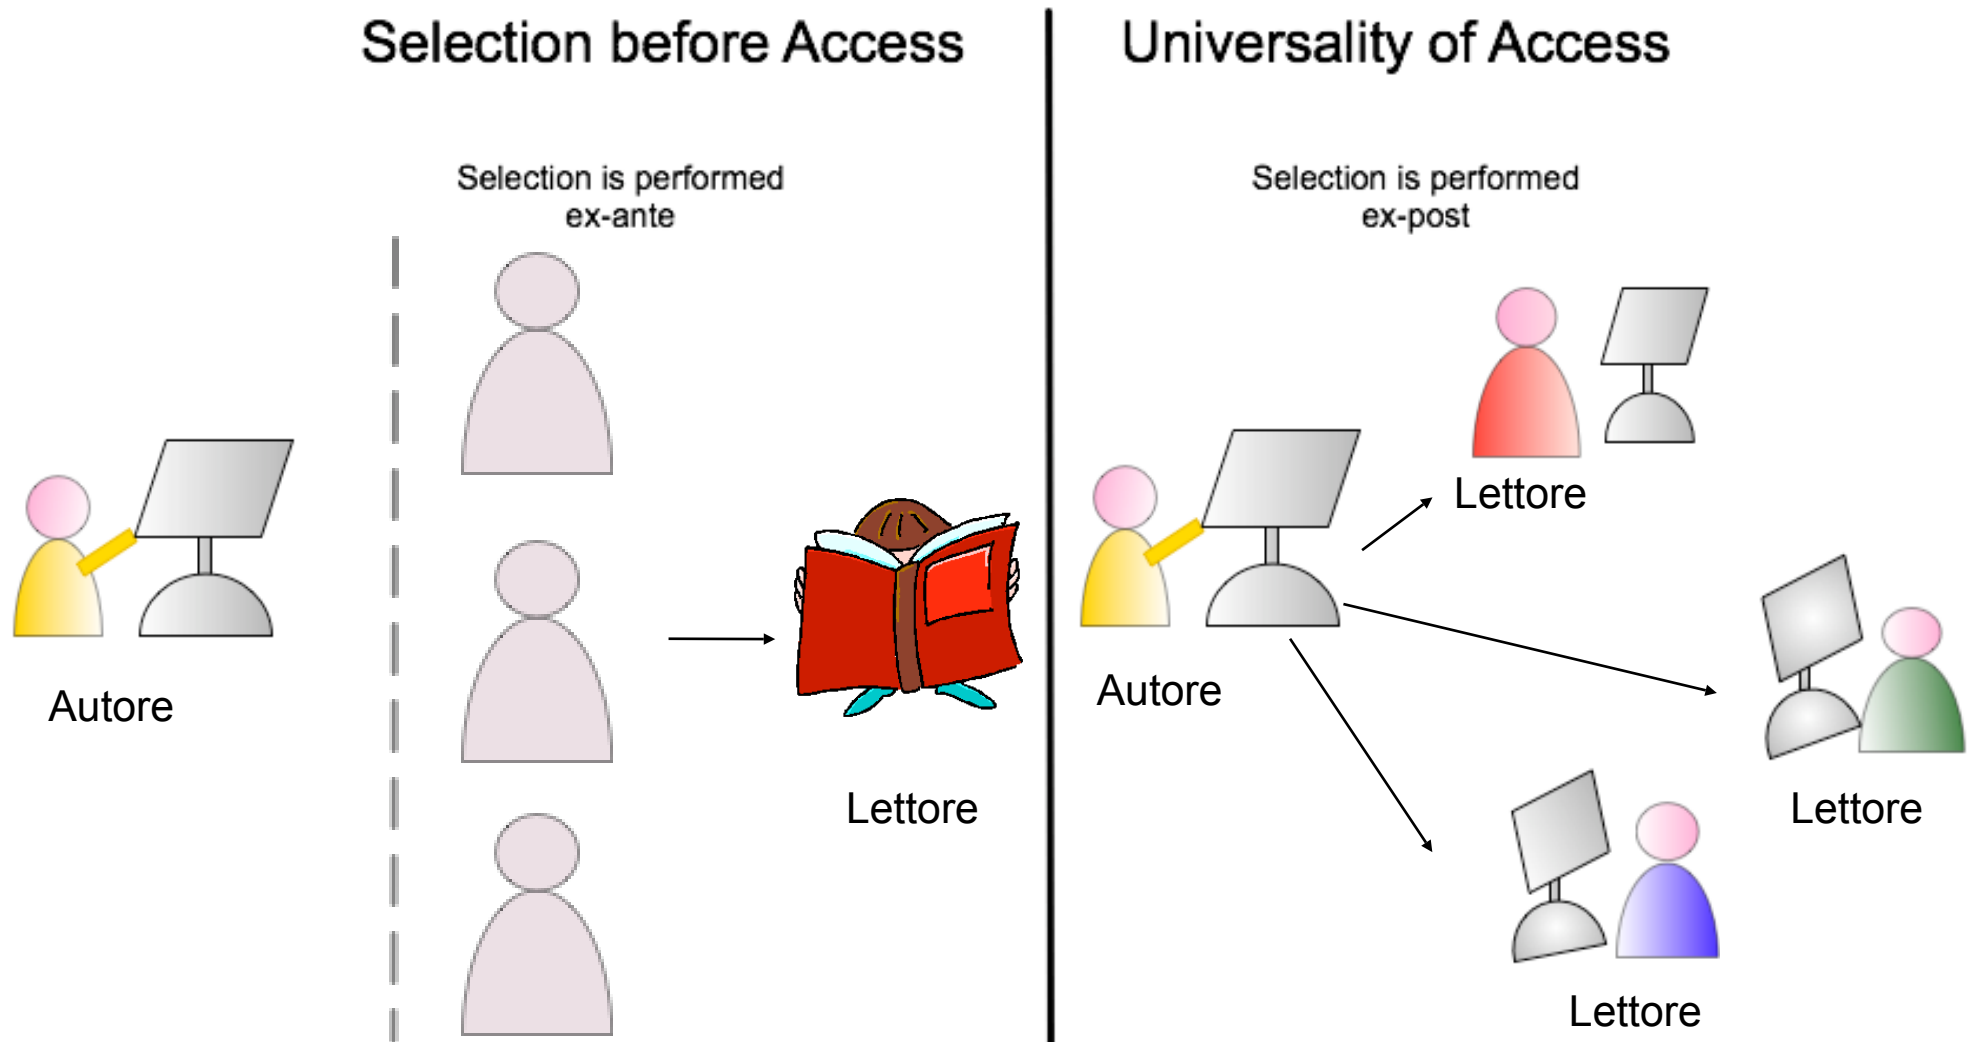 Selection before Access
Selection is performed
ex-ante
Autore
Lettore
Universality of Access
Selection is performed
ex-post
Lettore
Autore
Lettore
Lettore